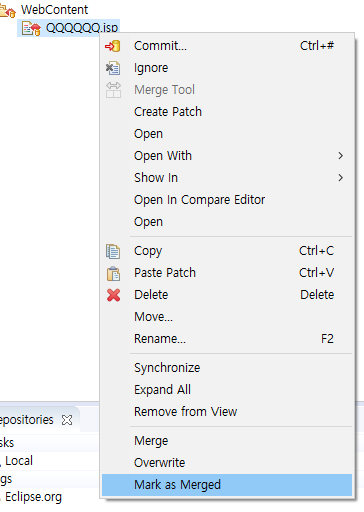 WebContent
QQQQQQ.jsp
Commit... Ctrl+#
Ignore
Merge Tool
Create Patch
Open
Open With
Show In
Open In Compare Editor
Open
Copy Ctrl+C
Paste Patch Ctrl+V
Delete Delete
Move...
Rename... F2
Synchronize
Expand All
Remove from View
epositories
Merge
sks
Local
Overwrite
gs
Mark as Merged
Eclipse.org